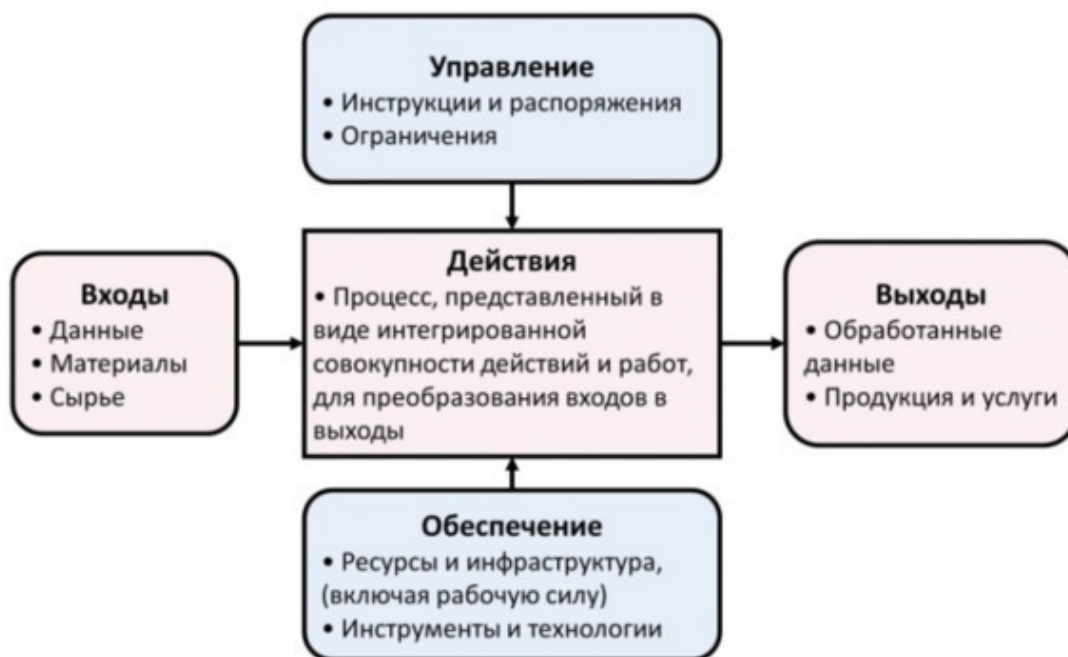 Управление
• Инструкции и распоряжения
• Ограничения
Входы
• Данные
• Материалы
• Сырье
Действия
• Процесс, представленный в
виде интегрированной
совокупности действий и работ,
для преобразования входов в
выходы
Выходы
• Обработанные
данные
• Продукция и услуги
Обеспечение
• Ресурсы и инфраструктура,
(включая рабочую силу)
• Инструменты и технологии